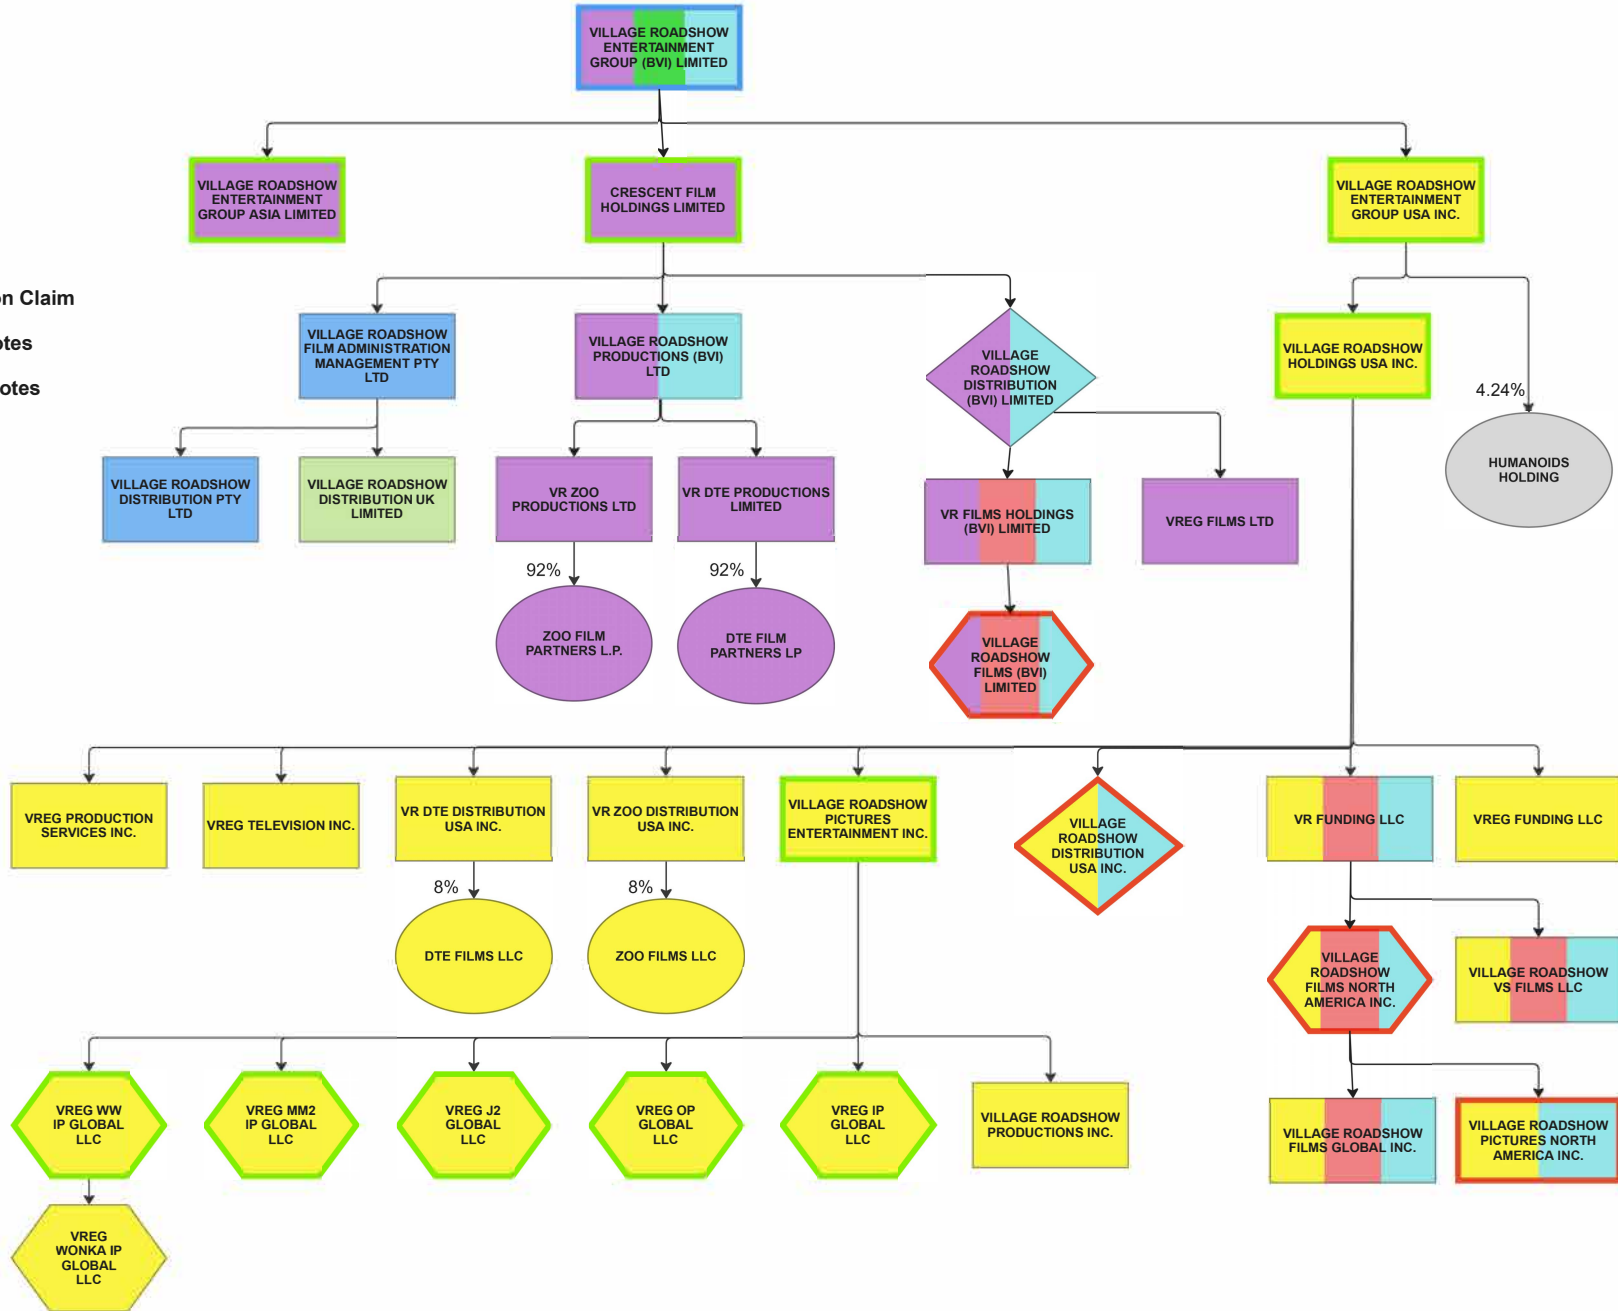 VILLAGE ROADSHOW
ENTERTAINMENT
GROUP (BVI) LIMITED
VILLAGE ROADSHOW
ENTERTAINMENT
GROUP ASIA LIMITED
CRESCENT FILM
HOLDINGS LIMITED
VILLAGE ROADSHOW
ENTERTAINMENT
GROUP USA INC.
on Claim
otes
otes
VILLAGE ROADSHOW
FILM ADMINISTRATION
MANAGEMENT PTY
LTD
VILLAGE ROADSHOW
PRODUCTIONS (BVI)
LTD
VILLAGE
ROADSHOW
DISTRIBUTION
(BVI) LIMITED
VILLAGE ROADSHOW
HOLDINGS USA INC.
4.24%
HUMANOIDS
HOLDING
VILLAGE ROADSHOW
DISTRIBUTION PTY
LTD
VILLAGE ROADSHOW
DISTRIBUTION UK
LIMITED
VR ZOO
PRODUCTIONS LTD
VR DTE PRODUCTIONS
LIMITED
VR FILMS HOLDINGS
(BVI) LIMITED
VREG FILMS LTD
92%
92%
ZOO FILM
PARTNERS L.P.
DTE FILM
PARTNERS LP
VILLAGE
ROADSHOW
FILMS (BVI)
LIMITED
VREG PRODUCTION
SERVICES INC.
VREG TELEVISION INC.
VR DTE DISTRIBUTION
USA INC.
VR ZOO DISTRIBUTION
USA INC.
VILLAGE ROADSHOW
PICTURES
ENTERTAINMENT INC.
VILLAGE
ROADSHOW
DISTRIBUTION
USA INC.
VR FUNDING LLC
VREG FUNDING LLC
8%
8%
DTE FILMS LLC
ZOO FILMS LLC
VILLAGE
ROADSHOW
FILMS NORTH
AMERICA INC.
VILLAGE ROADSHOW
VS FILMS LLC
VREG WW
IP GLOBAL
LLC
VREG MM2
IP GLOBAL
LLC
VREG J2
GLOBAL
LLC
VREG OP
GLOBAL
LLC
VREG IP
GLOBAL
LLC
VILLAGE ROADSHOW
PRODUCTIONS INC.
VILLAGE ROADSHOW
FILMS GLOBAL INC.
VILLAGE ROADSHOW
PICTURES NORTH
AMERICA INC.
VREG
WONKA IP
GLOBAL
LLC